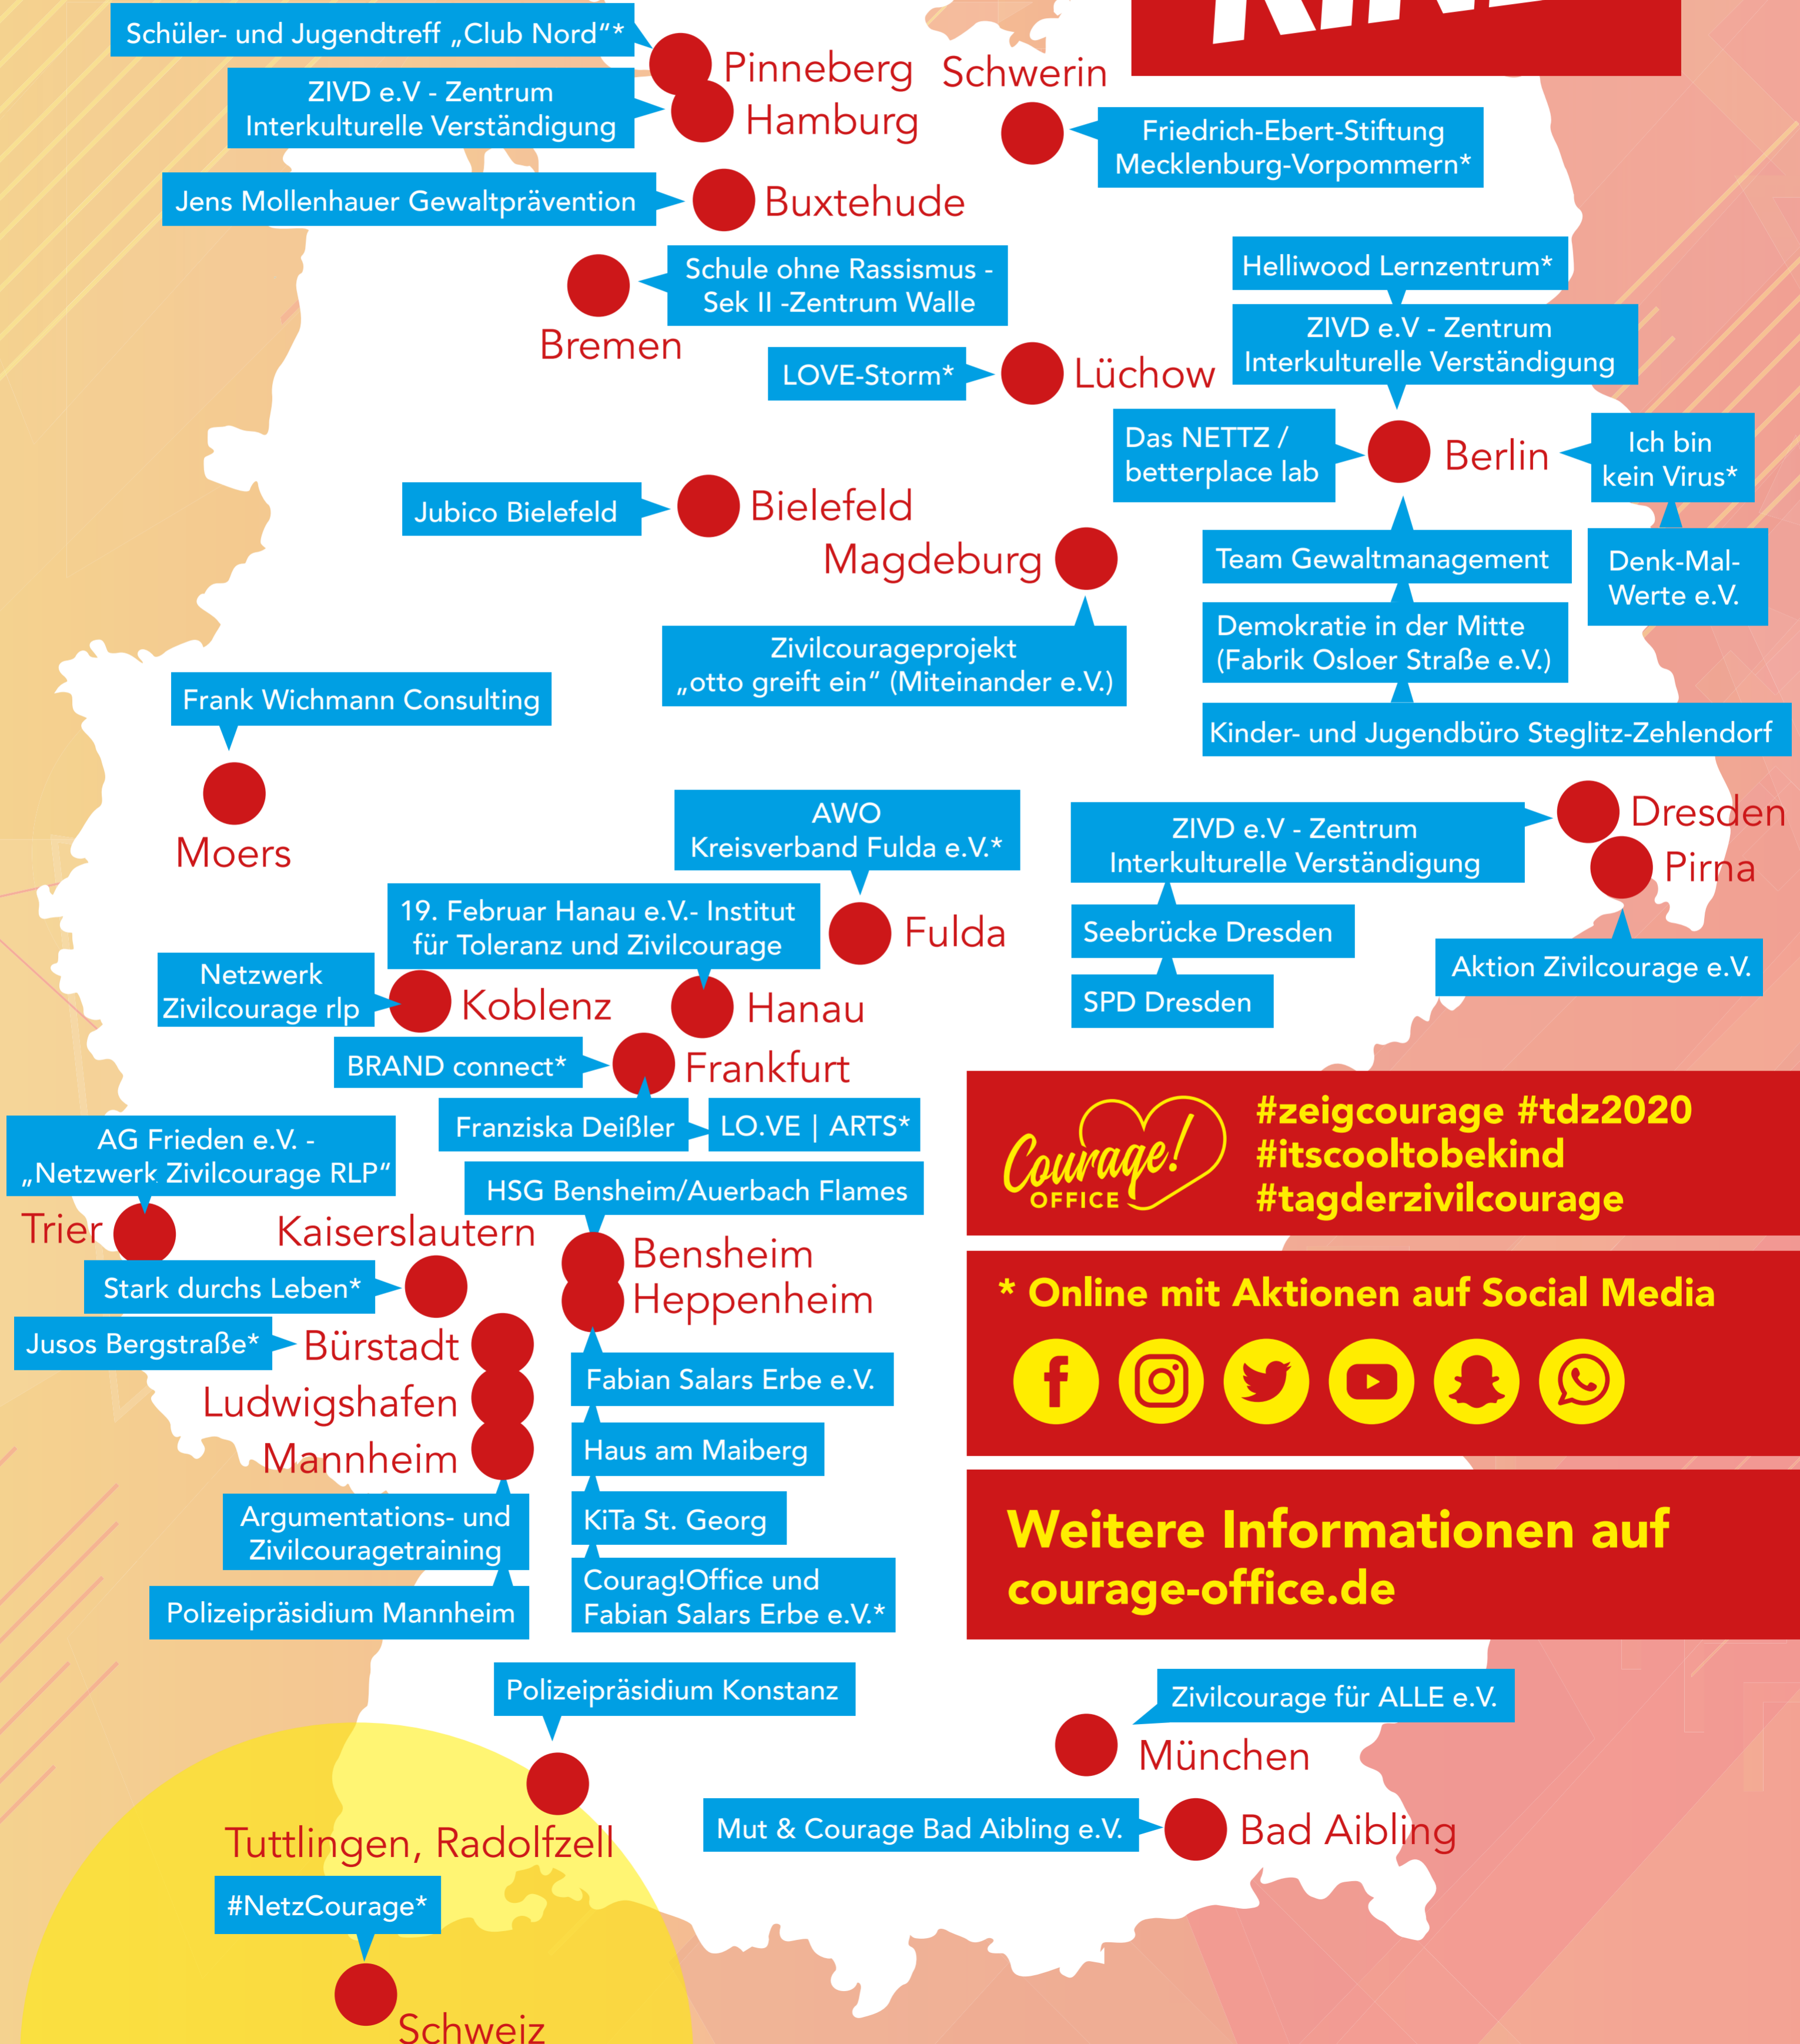 KIND
Schüler- und Jugendtreff „Club Nord“*
Pinneberg
Schwerin
ZIVD e.V - Zentrum
Interkulturelle Verständigung
Hamburg
Friedrich-Ebert-Stiftung
Mecklenburg-Vorpommern*
Jens Mollenhauer Gewaltprävention
Buxtehude
Schule ohne Rassismus -
Sek II -Zentrum Walle
Bremen
Helliwood Lernzentrum*
ZIVD e.V - Zentrum
Interkulturelle Verständigung
LOVE-Storm*
Lüchow
Das NETTZ /
betterplace lab
Berlin
Ich bin
kein Virus*
Jubico Bielefeld
Bielefeld
Magdeburg
Team Gewaltmanagement
Denk-Mal-
Werte e.V.
Zivilcourageprojekt
„otto greift ein“ (Miteinander e.V.)
Demokratie in der Mitte
(Fabrik Osloer Straße e.V.)
Frank Wichmann Consulting
Kinder- und Jugendbüro Steglitz-Zehlendorf
Moers
AWO
Kreisverband Fulda e.V.*
ZIVD e.V - Zentrum
Interkulturelle Verständigung
Dresden
Pirna
19. Februar Hanau e.V.- Institut
für Toleranz und Zivilcourage
Fulda
Seebrücke Dresden
Aktion Zivilcourage e.V.
Netzwerk
Zivilcourage rlp
Koblenz
Hanau
SPD Dresden
BRAND connect*
Frankfurt
Franziska Deißler
LO.VE | ARTS*
AG Frieden e.V. -
„Netzwerk Zivilcourage RLP“
HSG Bensheim/Auerbach Flames
Trier
Kaiserslautern
Bensheim
Stark durchs Leben*
Heppenheim
Jusos Bergstraße*
Bürstadt
Fabian Salars Erbe e.V.
Ludwigshafen
Haus am Maiberg
Mannheim
Argumentations- und
Zivilcouragetraining
KiTa St. Georg
Polizeipräsidium Mannheim
Courag!Office und
Fabian Salars Erbe e.V.*
Courage!
OFFICE
#zeigcourage #tdz2020
#itscooltobekind
#tagderzivilcourage
* Online mit Aktionen auf Social Media
Weitere Informationen auf
courage-office.de
Polizeipräsidium Konstanz
Zivilcourage für ALLE e.V.
München
Tuttlingen, Radolfzell
Mut & Courage Bad Aibling e.V.
Bad Aibling
#NetzCourage*
Schweiz